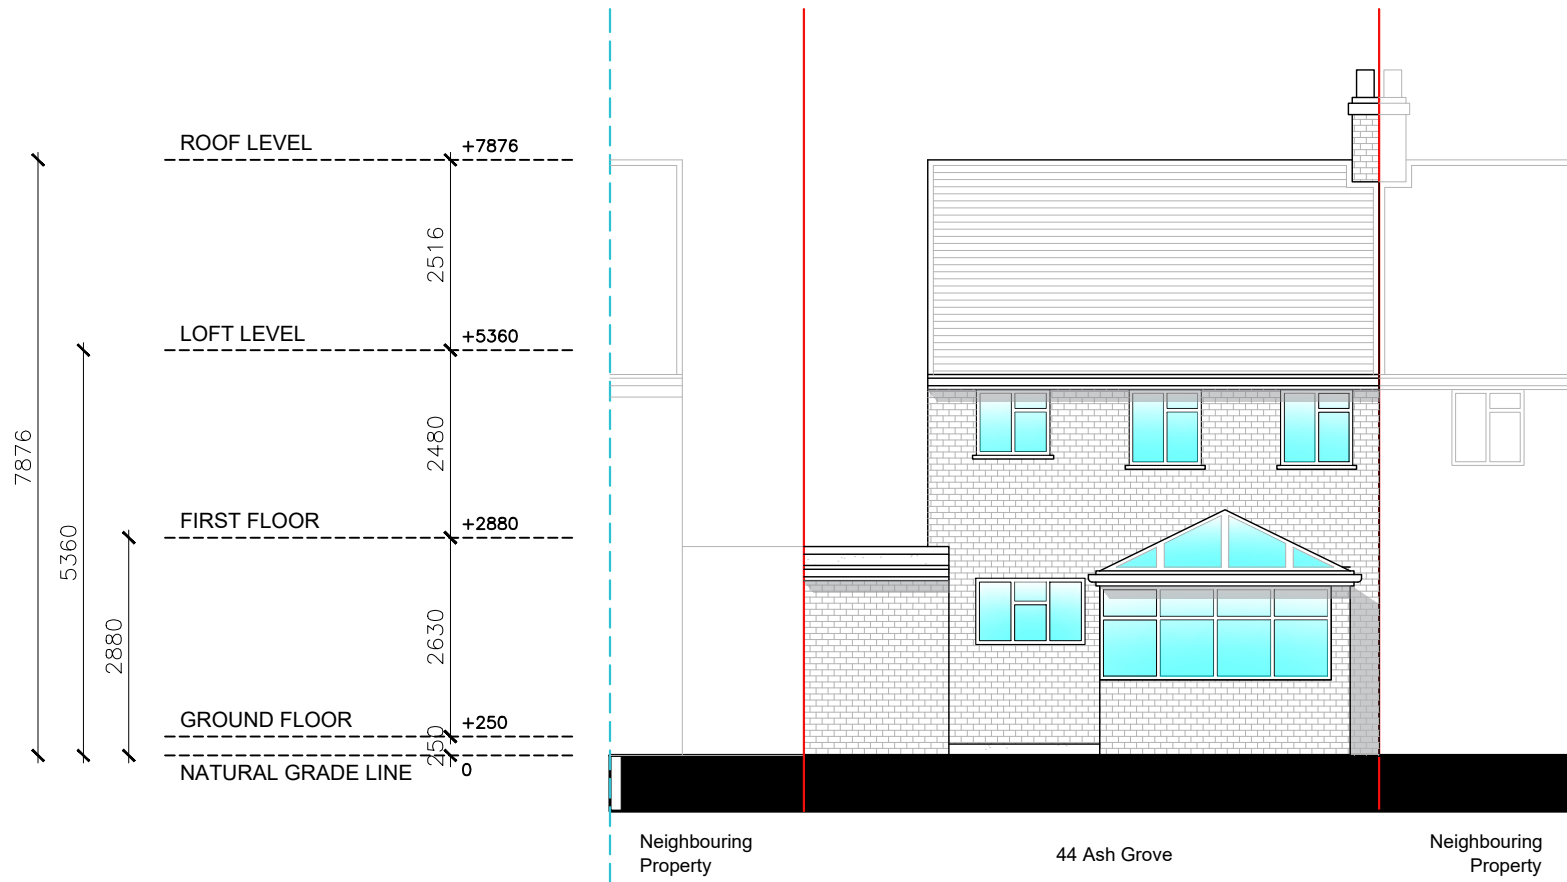 ROOF LEVEL
+7876
2516
LOFT LEVEL
+5360
7876
2480
5360
FIRST FLOOR
+2880
2880
2630
GROUND FLOOR
+250
250
NATURAL GRADE LINE
0
Neighbouring
Property
44 Ash Grove
Neighbouring
Property